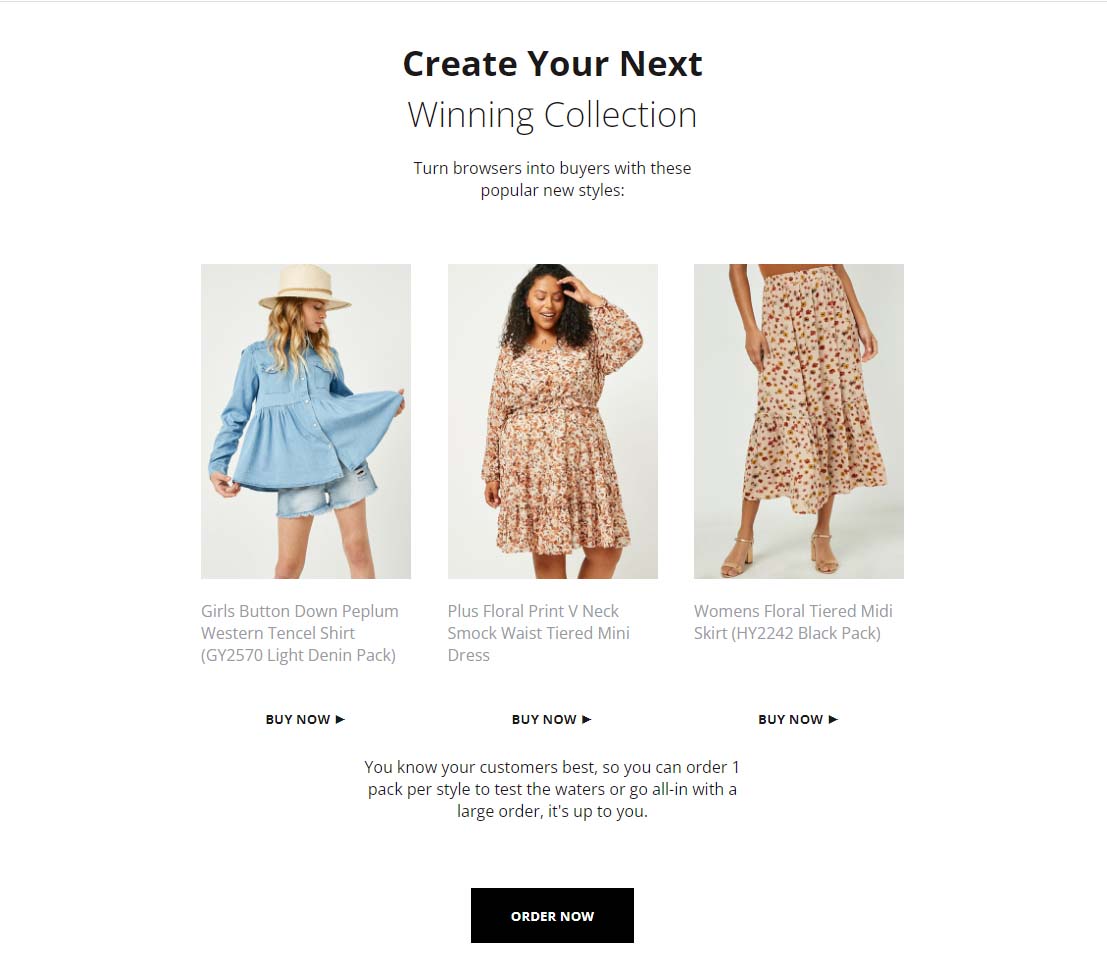 Create Your Next
Winning Collection
Turn browsers into buyers with these
popular new styles:
Girls Button Down Peplum
Western Tencel Shirt
(GY2570 Light Denin Pack)
Plus Floral Print V Neck
Smock Waist Tiered Mini
Dress
Womens Floral Tiered Midi
Skirt (HY2242 Black Pack)
BUY NOW ►
BUY NOW ►
BUY NOW ►
You know your customers best, so you can order 1
pack per style to test the waters or go all-in with a
large order, it's up to you.
ORDER NOW